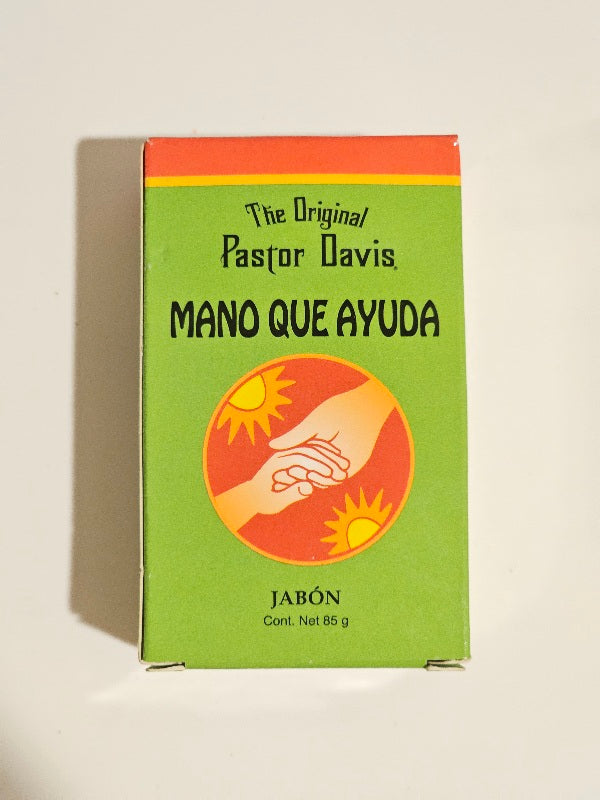 The Original
Pastor Davis
MANO QUE AYUDA
JABÓN
Cont. Net 85 g